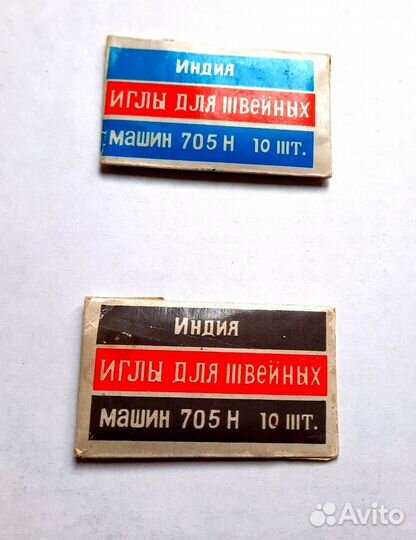 Индия
иглы для швейных
машин 705 Н 10 шт.
Индия
иглы для швейных
машин 705 Н 10 шт.
Avito